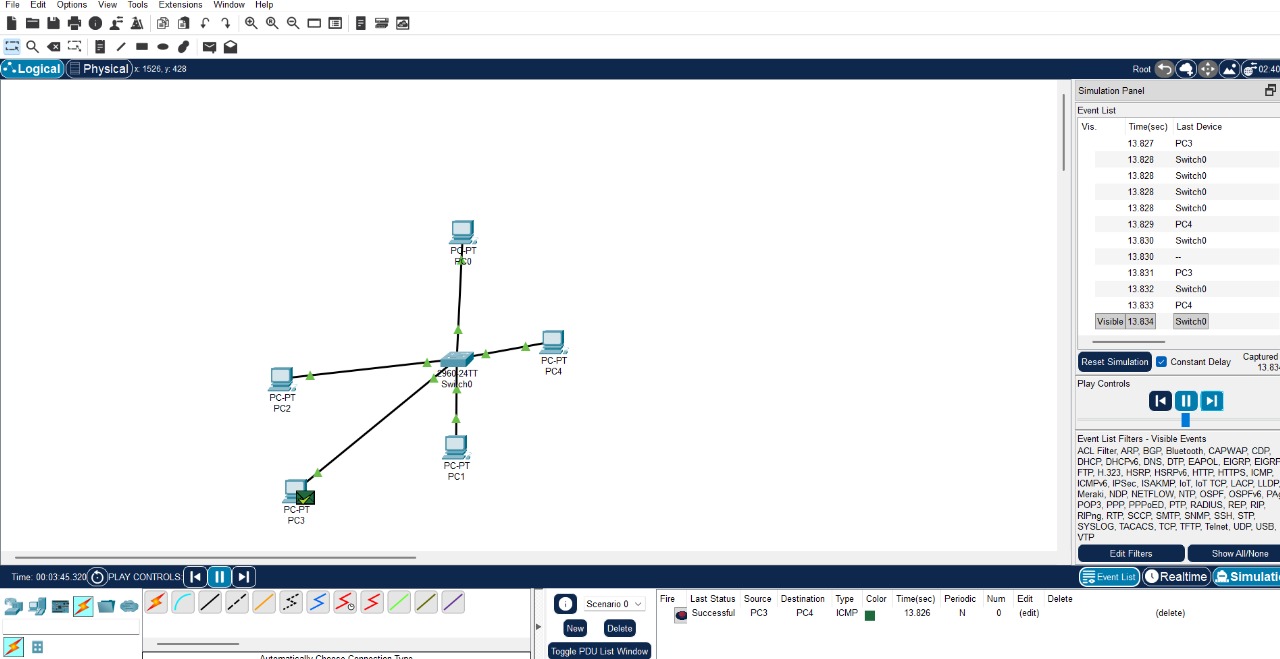 File Edit Options View Tools Extensions Window Help
Logical Physical x: 1526, y: 428
Root 02:40
Simulation Panel
Event List
Vis. Time(sec) Last Device
13.827 PC3
13.828 Switch0
13.828 Switch0
13.828 Switch0
13.828 Switch0
13.829 PC4
13.830 Switch0
13.830 --
13.831 PC3
13.832 Switch0
13.833 PC4
Visible 13.834 Switch0
Reset Simulation Constant Delay Captured
13.834
Play Controls
Event List Filters - Visible Events
ACL Filter, ARP, BGP, Bluetooth, CAPWAP, CDP,
DHCP, DHCPv6, DNS, DTP, EAPOL, EIGRP, EIGRP
FTP, H.323, HSRP, HSRPv6, HTTP, HTTPS, ICMP,
ICMPv6, IPSec, ISAKMP, IoT, IoT TCP, LACP, LLDP,
Meraki, NDP, NETFLOW, NTP, OSPF, OSPFv6, PAg
POP3, PPP, PPPoED, PTP, RADIUS, REP, RIP,
RIPng, RTP, SCCP, SMTP, SNMP, SSH, STP,
SYSLOG, TACACS, TCP, TFTP, Telnet, UDP, USB,
VTP
Edit Filters Show All/None
PC-PT
PC0
PC-PT
PC4
2960-24TT
Switch0
PC-PT
PC2
PC-PT
PC1
PC-PT
PC3
Time: 00:03:45.320 PLAY CONTROLS:
Event List Realtime Simulati
Scenario 0
New Delete
Toggle PDU List Window
Fire Last Status Source Destination Type Color Time(sec) Periodic Num Edit Delete
Successful PC3 PC4 ICMP 13.826 N 0 (edit) (delete)
Automatically Choose Connection Type